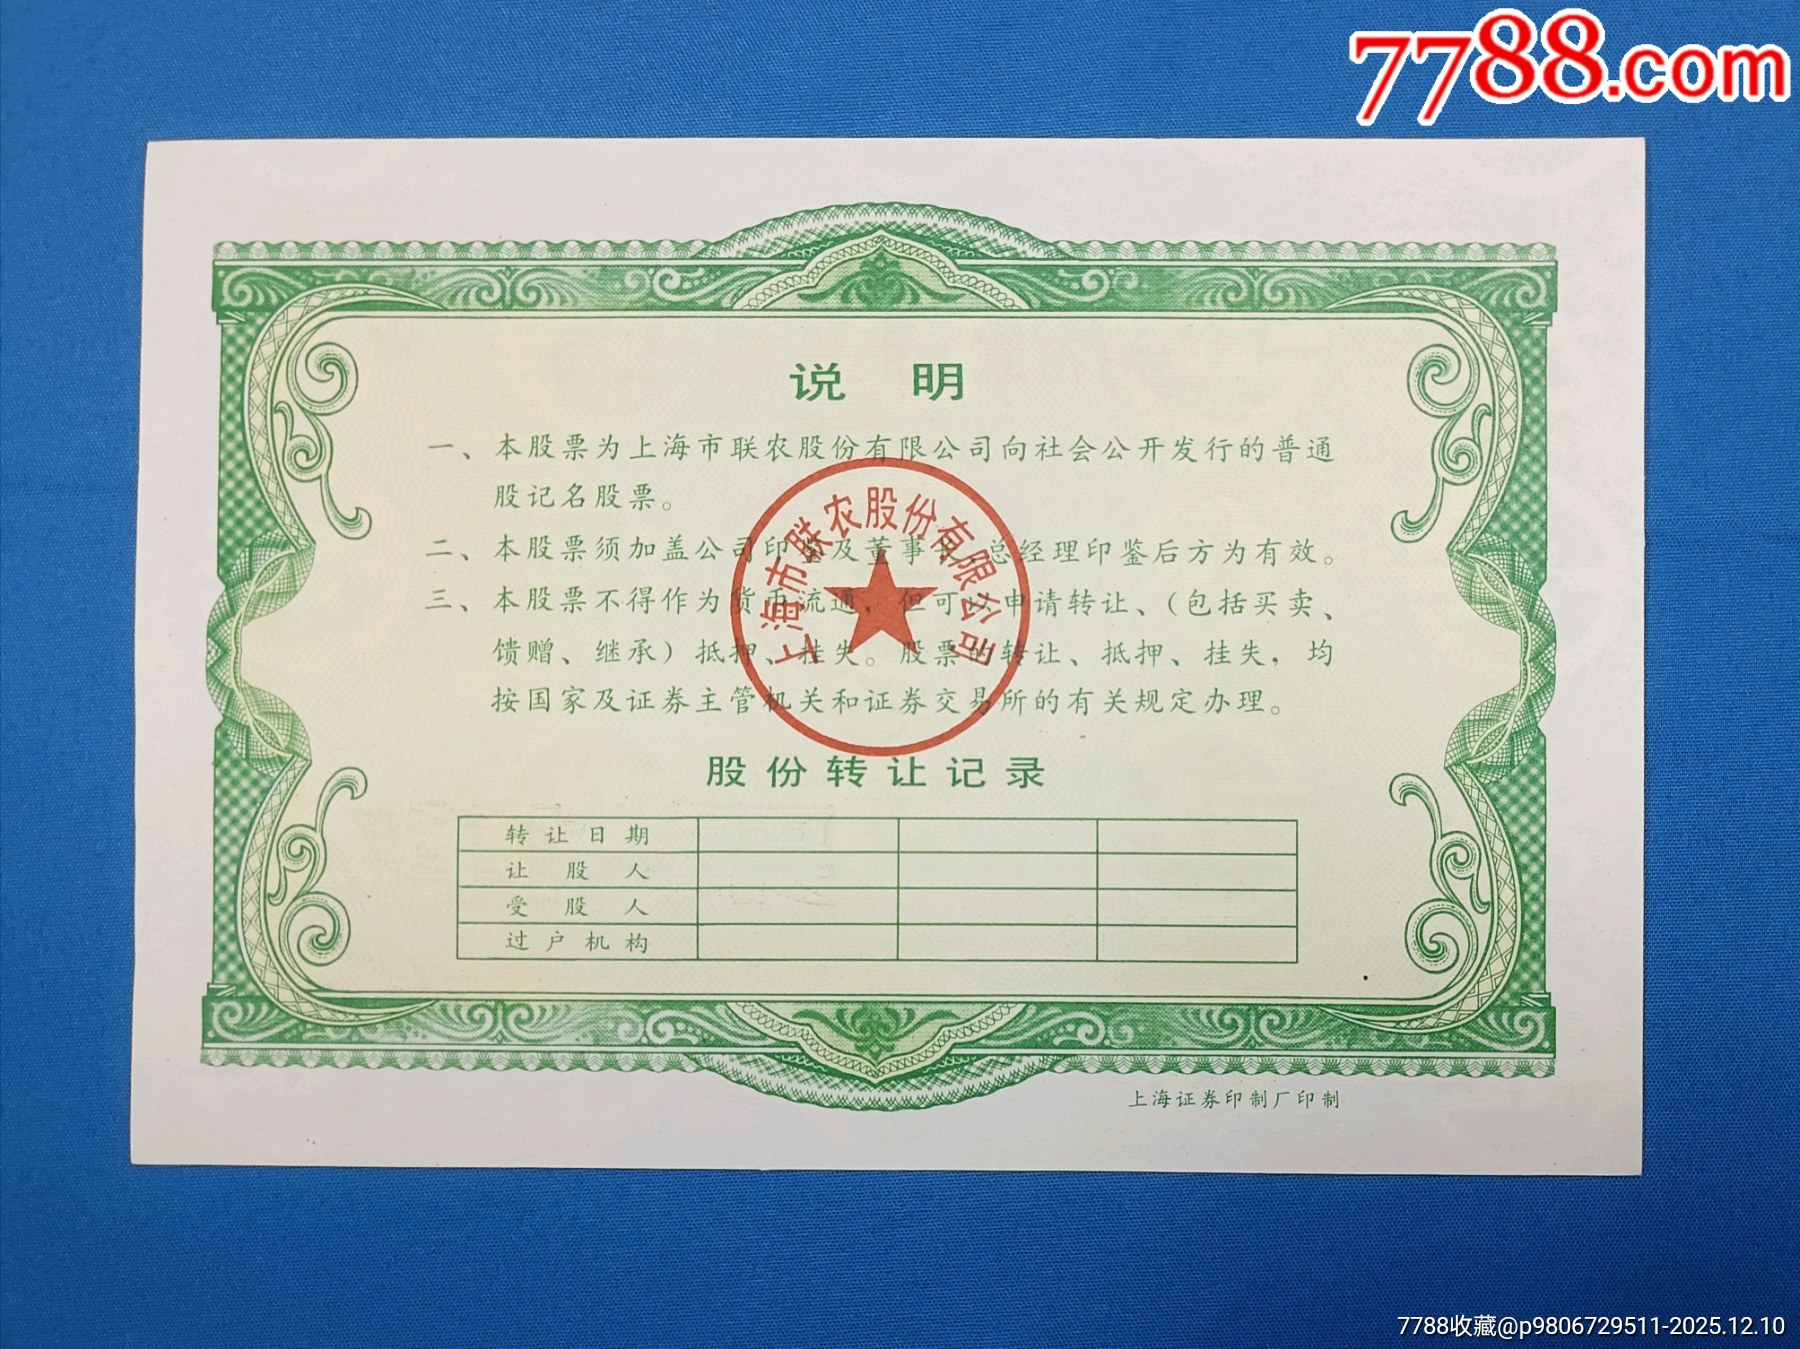 7788.com
说 明
一、本股票为上海市联农股份有限公司向社会公开发行的普通
股记名股票。
二、本股票须加盖公司印鉴及董事长、总经理印鉴后方为有效。
三、本股票不得作为货币流通，但可以申请转让、（包括买卖、
馈赠、继承）抵押、挂失。股票的转让、抵押、挂失，均
按国家及证券主管机关和证券交易所的有关规定办理。
上海市联农股份有限公司
股份转让记录
转让日期
让股人
受股人
过户机构
上海证券印制厂印制
7788收藏@p9806729511-2025.12.10